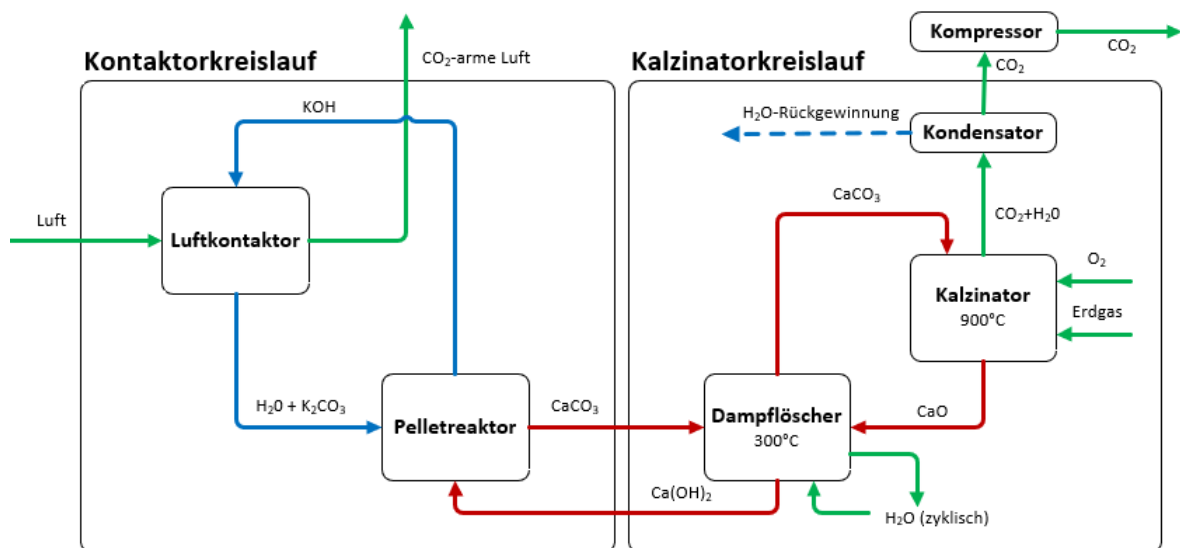 Kompressor
CO₂
CO₂
Kontaktorkreislauf
CO₂-arme Luft
Kalzinatorkreislauf
KOH
H₂O-Rückgewinnung
Kondensator
Luft
Luftkontaktor
CaCO₃
CO₂+H₂0
O₂
Kalzinator
900°C
Erdgas
H₂0 + K₂CO₃
Pelletreaktor
CaCO₃
Dampflöscher
300°C
CaO
Ca(OH)₂
H₂O (zyklisch)